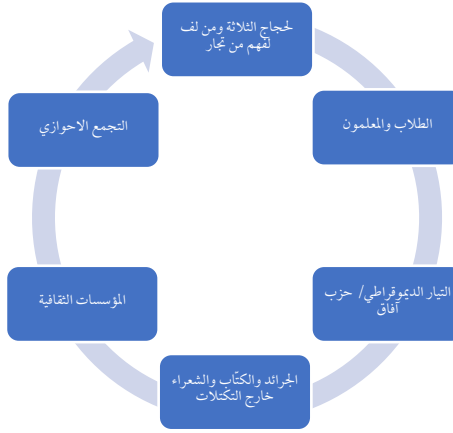 لحجاج الثلاثة ومن لف
لفهم من تجار
الطلاب والمعلمون
التيار الديموقراطي/ حزب
آفاق
الجرائد والكتّاب والشعراء
خارج التكتلات
المؤسسات الثقافية
التجمع الاحوازي